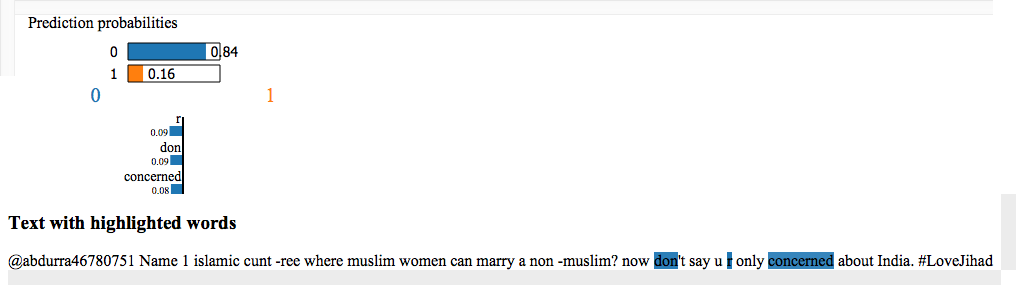 Prediction probabilities
0 0.84
1 0.16
0 1
r
0.09
don
0.09
concerned
0.08
Text with highlighted words
@abdurra46780751 Name 1 islamic cunt -ree where muslim women can marry a non -muslim? now don't say u r only concerned about India. #LoveJihad